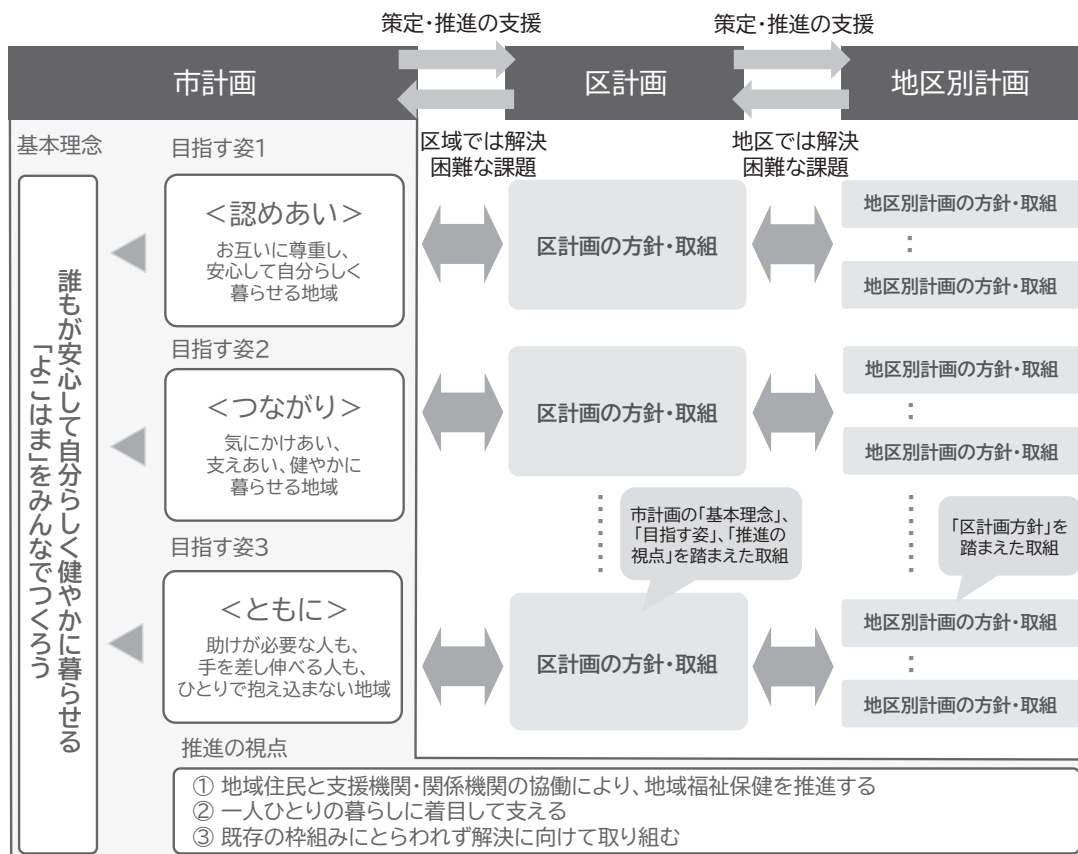 策定・推進の支援
策定・推進の支援
市計画
区計画
地区別計画
区域では解決
困難な課題
地区では解決
困難な課題
基本理念
誰もが安心して自分らしく健やかに暮らせる
「よこはま」をみんなでつくろう
目指す姿1
＜認めあい＞
お互いに尊重し、
安心して自分らしく
暮らせる地域
区計画の方針・取組
地区別計画の方針・取組
：
地区別計画の方針・取組
目指す姿2
＜つながり＞
気にかけあい、
支えあい、健やかに
暮らせる地域
区計画の方針・取組
地区別計画の方針・取組
：
地区別計画の方針・取組
市計画の「基本理念」、
「目指す姿」、「推進の
視点」を踏まえた取組
「区計画方針」を
踏まえた取組
目指す姿3
＜ともに＞
助けが必要な人も、
手を差し伸べる人も、
ひとりで抱え込まない地域
区計画の方針・取組
地区別計画の方針・取組
：
地区別計画の方針・取組
推進の視点
① 地域住民と支援機関・関係機関の協働により、地域福祉保健を推進する
② 一人ひとりの暮らしに着目して支える
③ 既存の枠組みにとらわれず解決に向けて取り組む